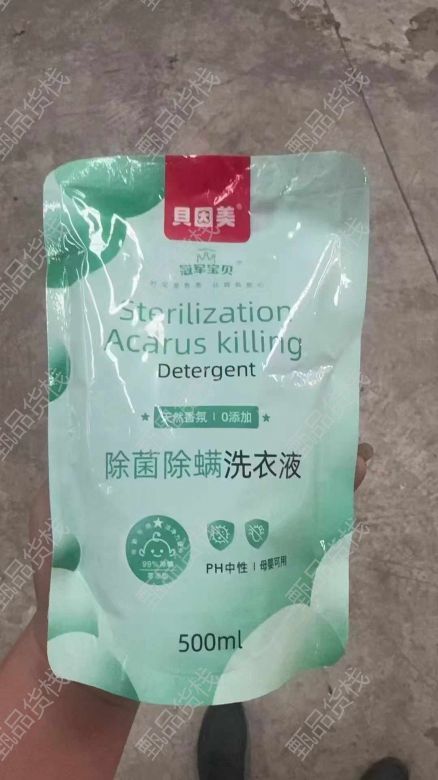 貝因美®
冠军宝贝
Sterilization
Acarus killing
Detergent
天然香氛 | 0添加
除菌除螨洗衣液
PH中性 | 母婴可用
500ml
甄品货栈